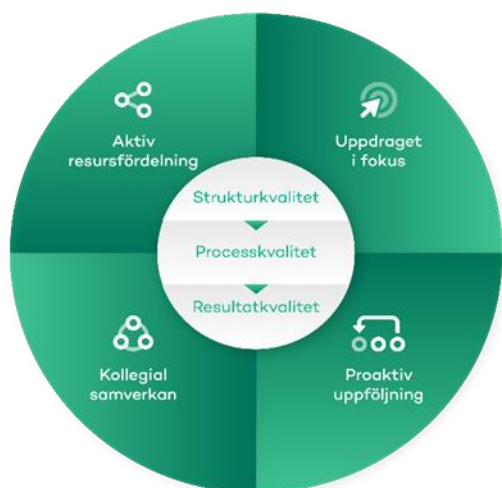 Aktiv
resursfördelning
Uppdraget
i fokus
Strukturkvalitet
Processkvalitet
Resultatkvalitet
Kollegial
samverkan
Proaktiv
uppföljning